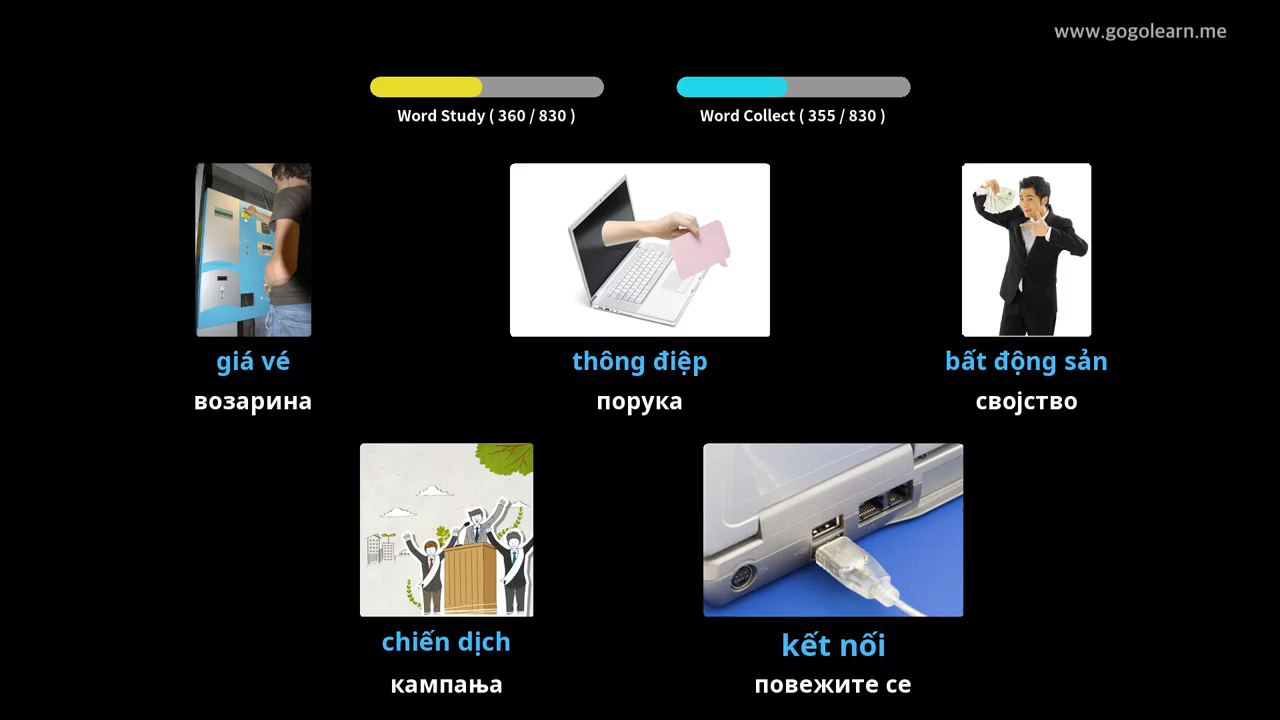 www.gogolearn.me
Word Study ( 360 / 830 )
Word Collect ( 355 / 830 )
giá vé
возарина
thông điệp
порука
bất động sản
својство
chiến dịch
кампања
kết nối
повежите се